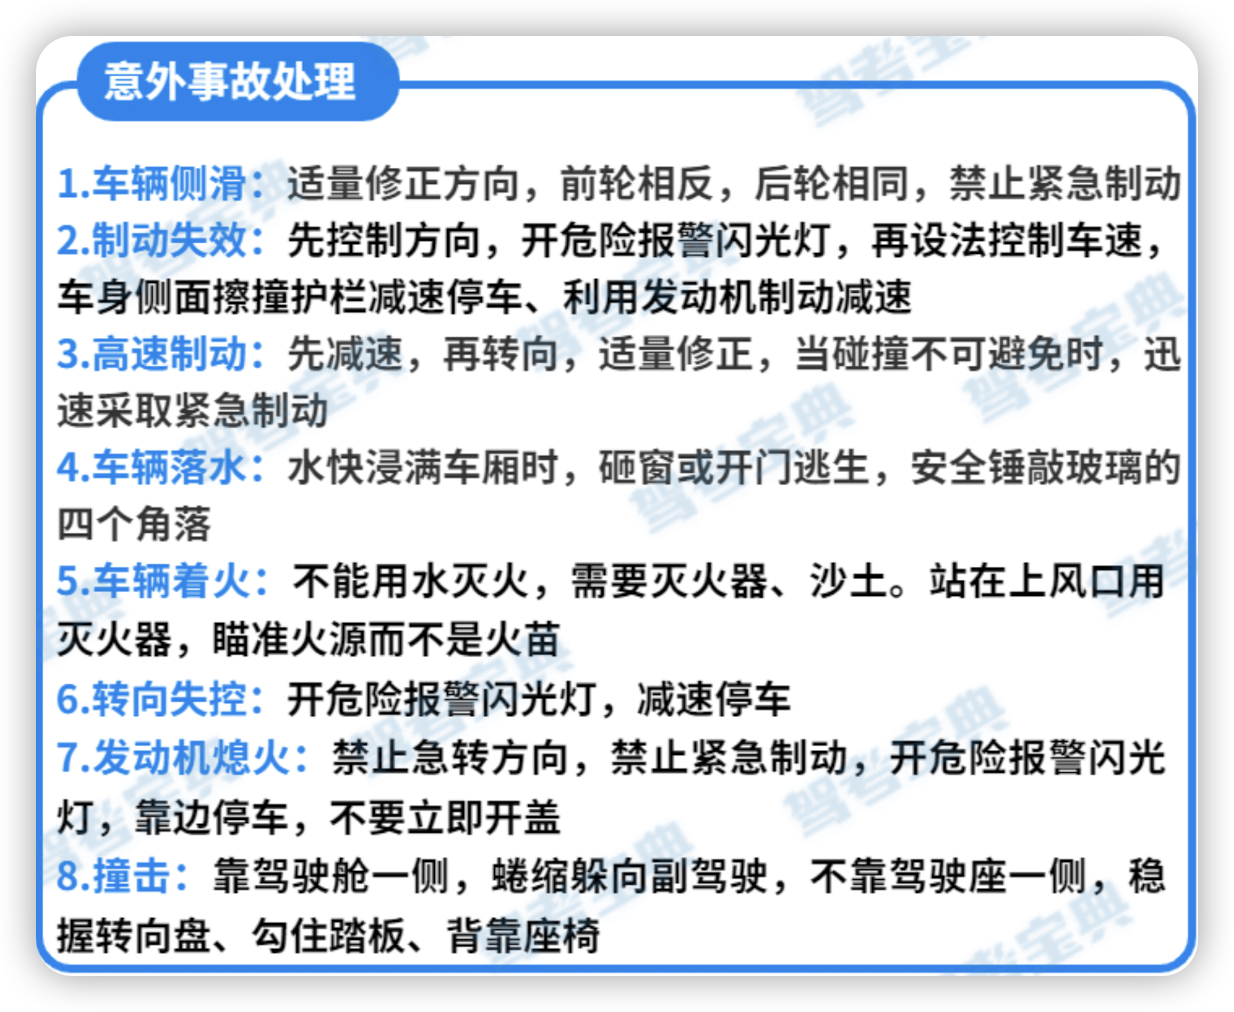 意外事故处理
1.车辆侧滑：适量修正方向，前轮相反，后轮相同，禁止紧急制动
2.制动失效：先控制方向，开危险报警闪光灯，再设法控制车速，
车身侧面擦撞护栏减速停车、利用发动机制动减速
3.高速制动：先减速，再转向，适量修正，当碰撞不可避免时，迅
速采取紧急制动
4.车辆落水：水快浸满车厢时，砸窗或开门逃生，安全锤敲玻璃的
四个角落
5.车辆着火：不能用水灭火，需要灭火器、沙土。站在上风口用
灭火器，瞄准火源而不是火苗
6.转向失控：开危险报警闪光灯，减速停车
7.发动机熄火：禁止急转方向，禁止紧急制动，开危险报警闪光
灯，靠边停车，不要立即开盖
8.撞击：靠驾驶舱一侧，蜷缩躲向副驾驶，不靠驾驶座一侧，稳
握转向盘、勾住踏板、背靠座椅
驾考宝典